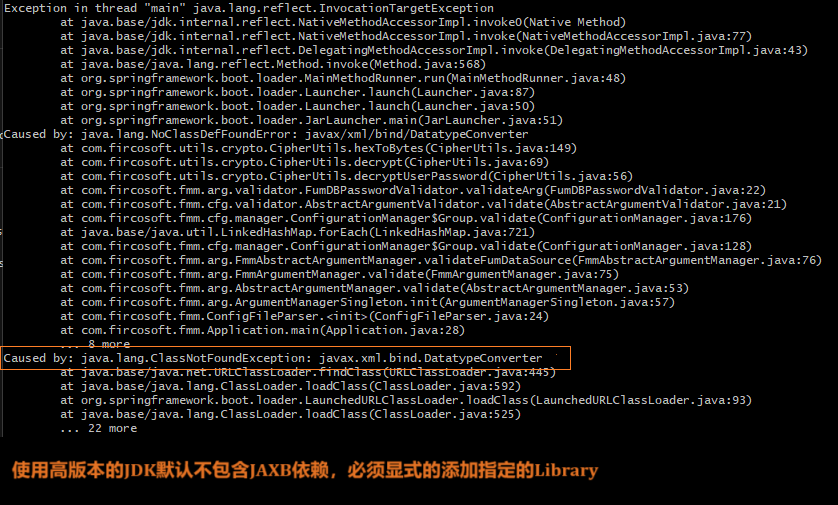 Exception in thread "main" java.lang.reflect.InvocationTargetException
at java.base/jdk.internal.reflect.NativeMethodAccessorImpl.invoke0(Native Method)
at java.base/jdk.internal.reflect.NativeMethodAccessorImpl.invoke(NativeMethodAccessorImpl.java:77)
at java.base/jdk.internal.reflect.DelegatingMethodAccessorImpl.invoke(DelegatingMethodAccessorImpl.java:43)
at java.base/java.lang.reflect.Method.invoke(Method.java:568)
at org.springframework.boot.loader.MainMethodRunner.run(MainMethodRunner.java:48)
at org.springframework.boot.loader.Launcher.launch(Launcher.java:87)
at org.springframework.boot.loader.Launcher.launch(Launcher.java:50)
at org.springframework.boot.loader.JarLauncher.main(JarLauncher.java:51)
Caused by: java.lang.NoClassDefFoundError: javax/xml/bind/DatatypeConverter
at com.fircosoft.utils.crypto.CipherUtils.hexToBytes(CipherUtils.java:149)
at com.fircosoft.utils.crypto.CipherUtils.decrypt(CipherUtils.java:69)
at com.fircosoft.utils.crypto.CipherUtils.decryptUserPassword(CipherUtils.java:56)
at com.fircosoft.fmm.arg.validator.FumDBPasswordValidator.validateArg(FumDBPasswordValidator.java:22)
at com.fircosoft.fmm.cfg.validator.AbstractArgumentValidator.validate(AbstractArgumentValidator.java:21)
at com.fircosoft.fmm.cfg.manager.ConfigurationManager$Group.validate(ConfigurationManager.java:176)
at java.base/java.util.LinkedHashMap.forEach(LinkedHashMap.java:721)
at com.fircosoft.fmm.cfg.manager.ConfigurationManager$Group.validate(ConfigurationManager.java:128)
at com.fircosoft.fmm.arg.FmmAbstractArgumentManager.validateFumDataSource(FmmAbstractArgumentManager.java:76)
at com.fircosoft.fmm.arg.FmmArgumentManager.validate(FmmArgumentManager.java:75)
at com.fircosoft.fmm.arg.AbstractArgumentManager.validate(AbstractArgumentManager.java:53)
at com.fircosoft.fmm.arg.ArgumentManagerSingleton.init(ArgumentManagerSingleton.java:57)
at com.fircosoft.fmm.ConfigFileParser.<init>(ConfigFileParser.java:24)
at com.fircosoft.fmm.Application.main(Application.java:28)
... 8 more
Caused by: java.lang.ClassNotFoundException: javax.xml.bind.DatatypeConverter
at java.base/java.net.URLClassLoader.findClass(URLClassLoader.java:445)
at java.base/java.lang.ClassLoader.loadClass(ClassLoader.java:592)
at org.springframework.boot.loader.LaunchedURLClassLoader.loadClass(LaunchedURLClassLoader.java:93)
at java.base/java.lang.ClassLoader.loadClass(ClassLoader.java:525)
... 22 more
使用高版本的JDK默认不包含JAXB依赖，必须显式的添加指定的Library